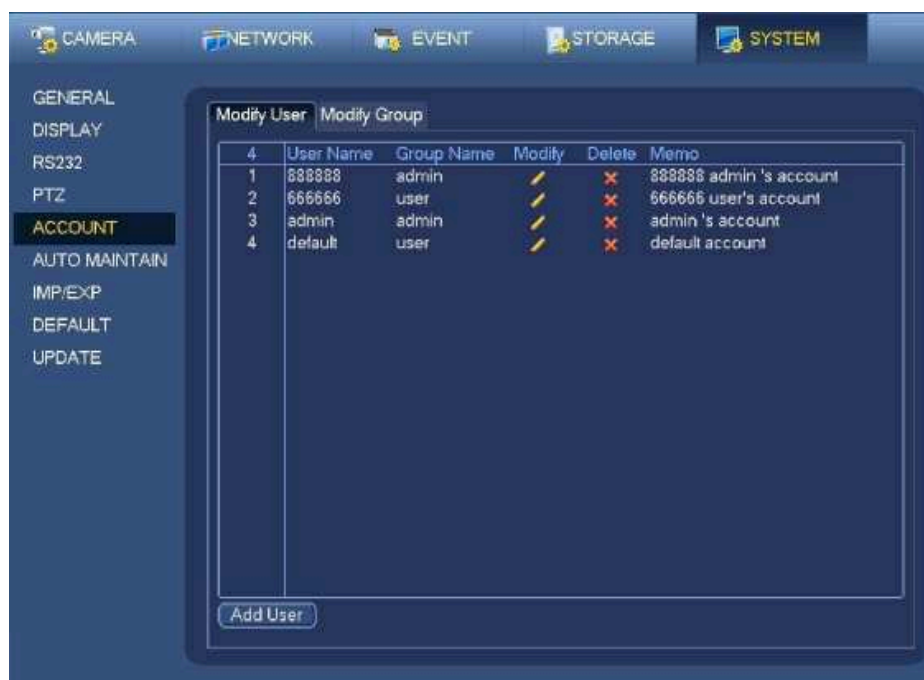 CAMERA NETWORK EVENT STORAGE SYSTEM
GENERAL
DISPLAY
RS232
PTZ
ACCOUNT
AUTO MAINTAIN
IMP/EXP
DEFAULT
UPDATE
Modify User Modify Group
4 User Name Group Name Modify Delete Memo
1 888888 admin 888888 admin 's account
2 666666 user 666666 user's account
3 admin admin admin 's account
4 default user default account
Add User